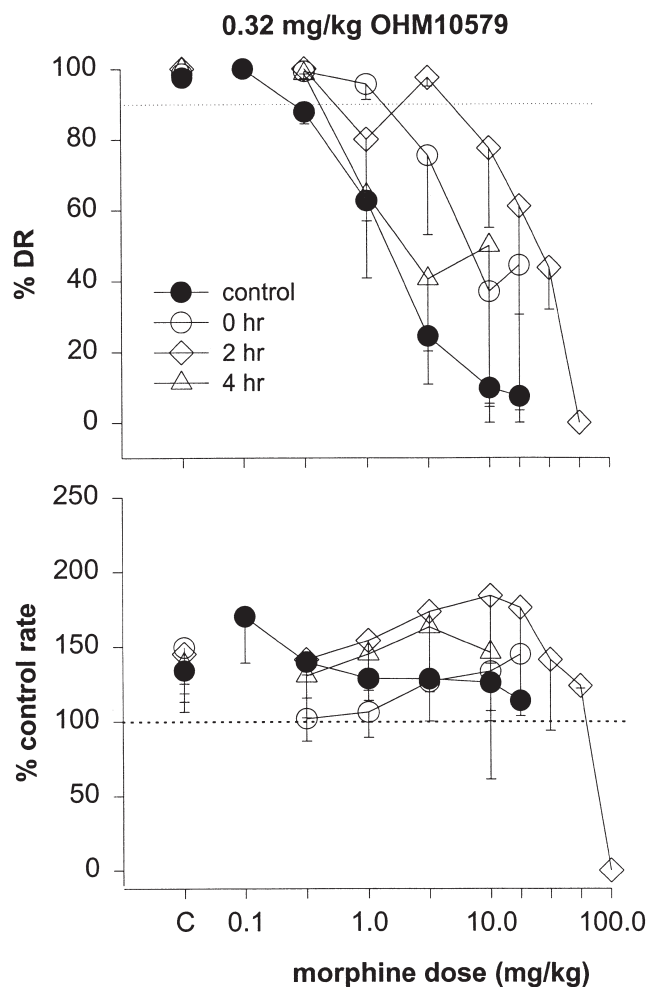 0.32 mg/kg OHM10579
100
80
60
40
20
0
% DR
control
0 hr
2 hr
4 hr
250
200
150
100
50
0
% control rate
C 0.1 1.0 10.0 100.0
morphine dose (mg/kg)